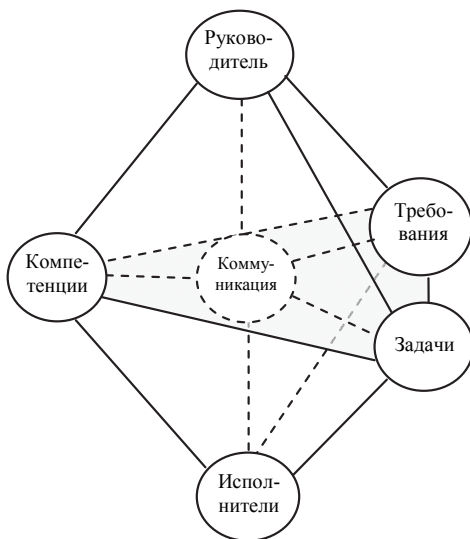 Руково-
дитель
Требо-
вания
Компе-
тенции
Комму-
никация
Задачи
Испол-
нители